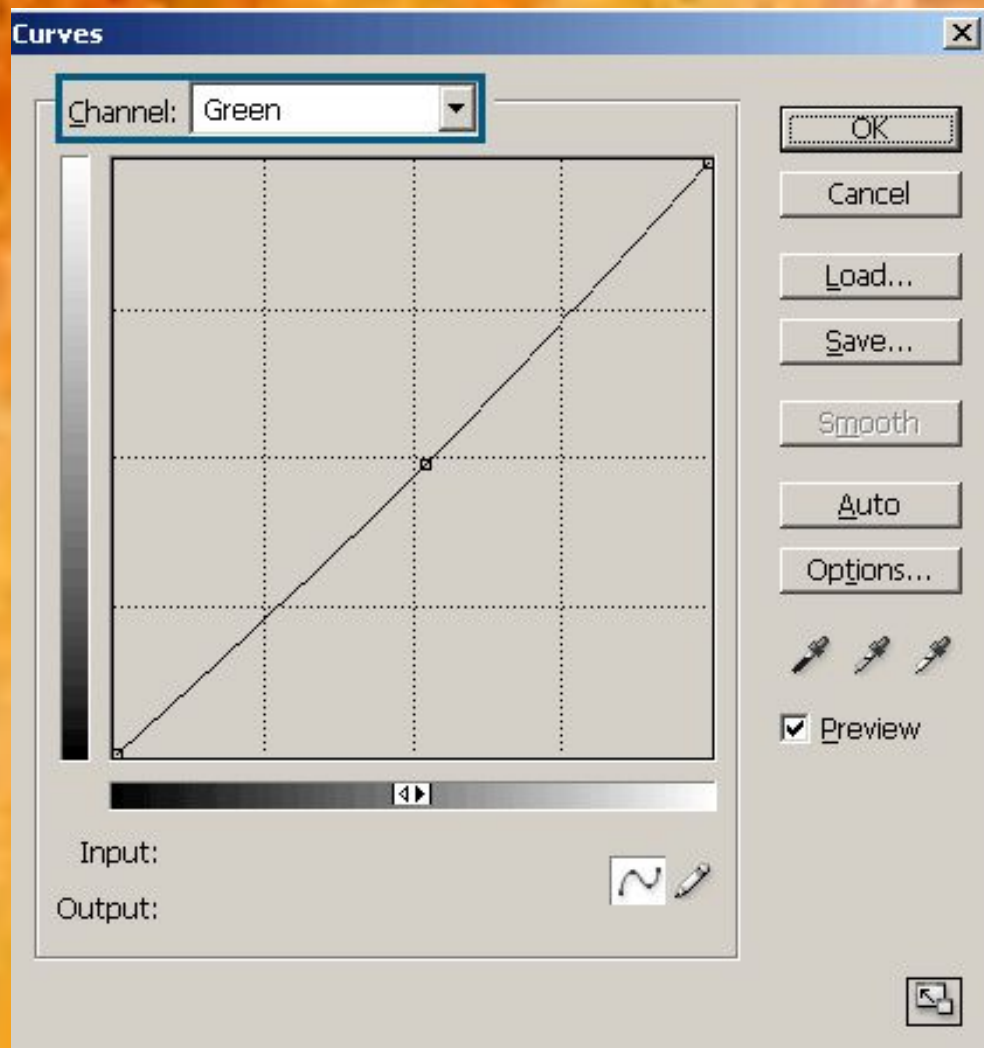 Curves
Channel: Green
OK
Cancel
Load...
Save...
Smooth
Auto
Options...
Preview
Input:
Output: